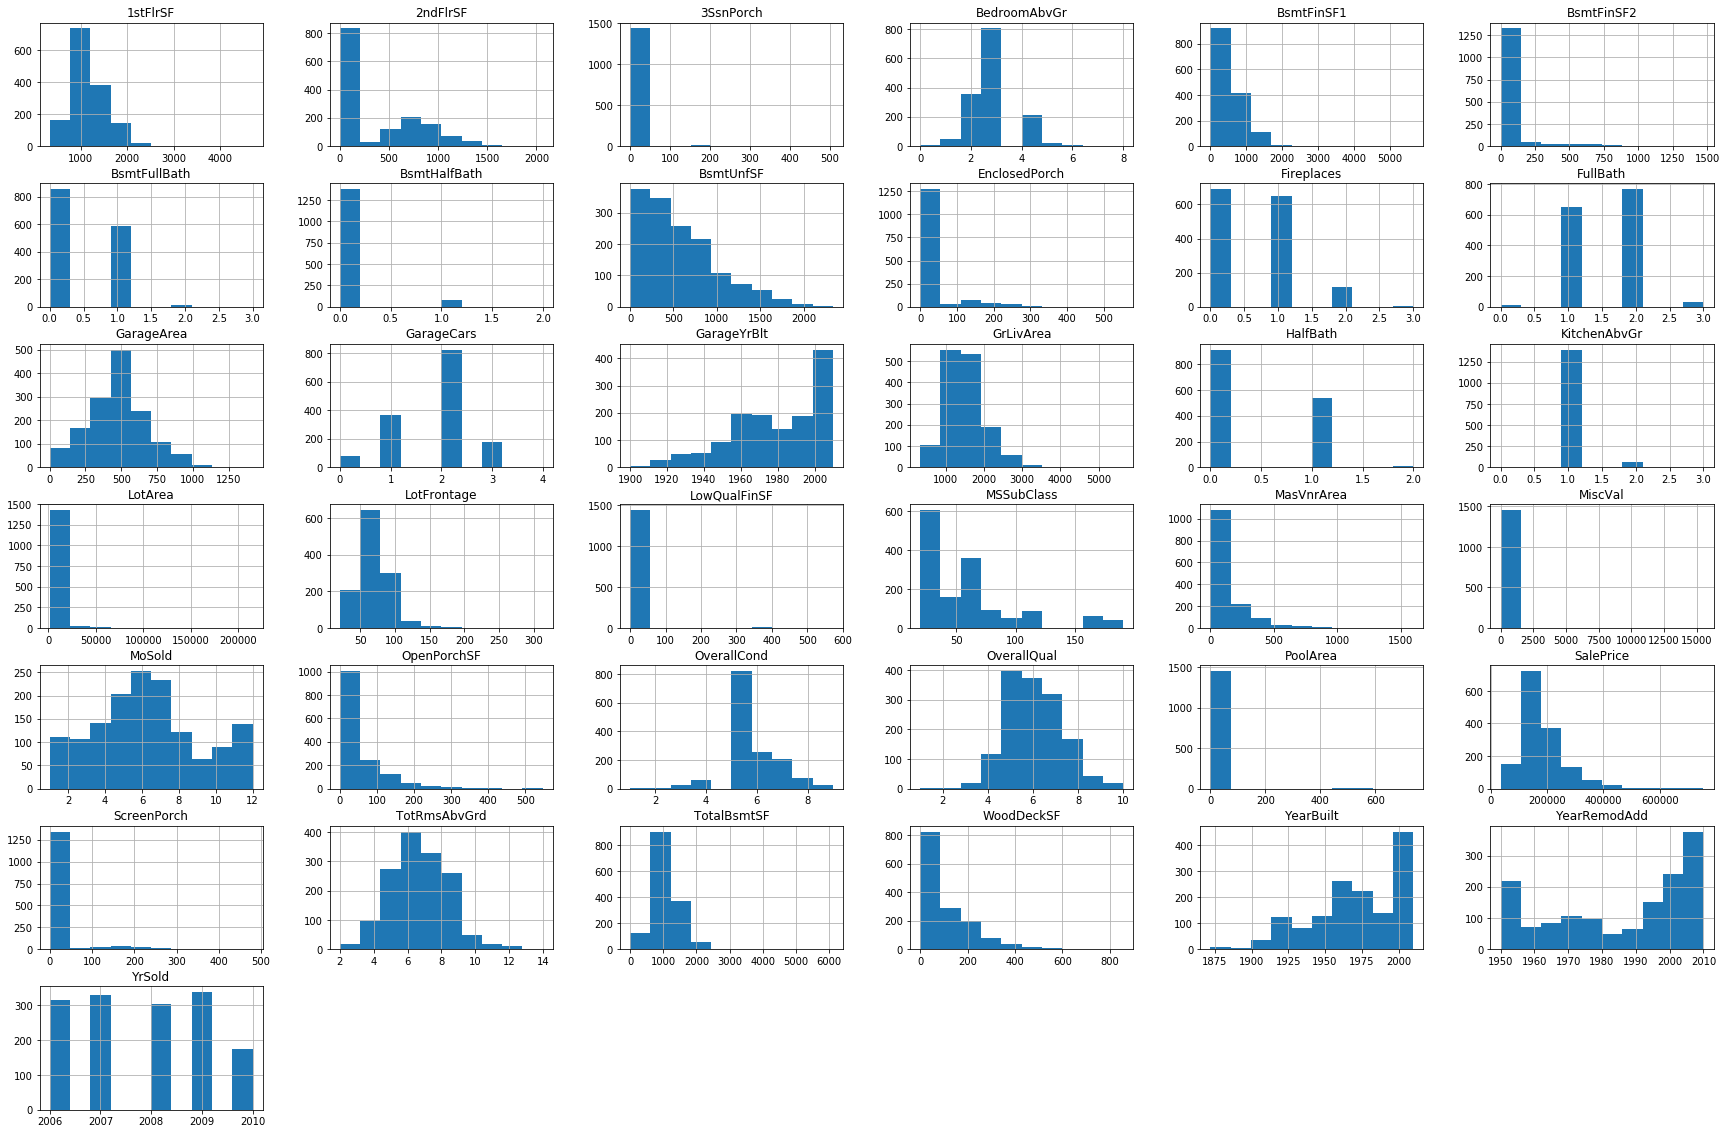 1stFlrSF 2ndFlrSF 3SsnPorch BedroomAbvGr BsmtFinSF1 BsmtFinSF2
600 400 200 0 1000 2000 3000 4000
800 600 400 200 0 0 500 1000 1500 2000
1500 1000 500 0 0 100 200 300 400 500
800 600 400 200 0 0 2 4 6 8
800 600 400 200 0 0 1000 2000 3000 4000 5000
1250 1000 750 500 250 0 0 250 500 750 1000 1250 1500
BsmtFullBath BsmtHalfBath BsmtUnfSF EnclosedPorch Fireplaces FullBath
800 600 400 200 0 0.0 0.5 1.0 1.5 2.0 2.5 3.0
1500 1250 1000 750 500 250 0 0.0 0.5 1.0 1.5 2.0
300 200 100 0 0 500 1000 1500 2000
1250 1000 750 500 250 0 0 100 200 300 400 500
600 400 200 0 0.0 0.5 1.0 1.5 2.0 2.5 3.0
800 600 400 200 0 0.0 0.5 1.0 1.5 2.0 2.5 3.0
GarageArea GarageCars GarageYrBlt GrLivArea HalfBath KitchenAbvGr
500 400 300 200 100 0 0 250 500 750 1000 1250
800 600 400 200 0 0 1 2 3 4
400 300 200 100 0 1900 1920 1940 1960 1980 2000
500 400 300 200 100 0 1000 2000 3000 4000 5000
800 600 400 200 0 0.0 0.5 1.0 1.5 2.0
1250 1000 750 500 250 0 0.0 0.5 1.0 1.5 2.0 2.5 3.0
LotArea LotFrontage LowQualFinSF MSSubClass MasVnrArea MiscVal
1500 1250 1000 750 500 250 0 0 50000 100000 150000 200000
600 400 200 0 50 100 150 200 250 300
1500 1000 500 0 0 100 200 300 400 500 600
600 400 200 0 50 100 150
1000 800 600 400 200 0 0 500 1000 1500
1500 1000 500 0 0 2500 5000 7500 10000 12500 15000
MoSold OpenPorchSF OverallCond OverallQual PoolArea SalePrice
250 200 150 100 50 0 2 4 6 8 10 12
1000 800 600 400 200 0 0 100 200 300 400 500
800 600 400 200 0 2 4 6 8
400 300 200 100 0 2 4 6 8 10
1500 1000 500 0 0 200 400 600
600 400 200 0 0 200000 400000 600000
ScreenPorch TotRmsAbvGrd TotalBsmtSF WoodDeckSF YearBuilt YearRemodAdd
1250 1000 750 500 250 0 0 100 200 300 400 500
400 300 200 100 0 2 4 6 8 10 12 14
800 600 400 200 0 0 1000 2000 3000 4000 5000 6000
800 600 400 200 0 0 200 400 600 800
400 300 200 100 0 1875 1900 1925 1950 1975 2000
300 200 100 0 1950 1960 1970 1980 1990 2000 2010
YrSold
300 200 100 0 2006 2007 2008 2009 2010